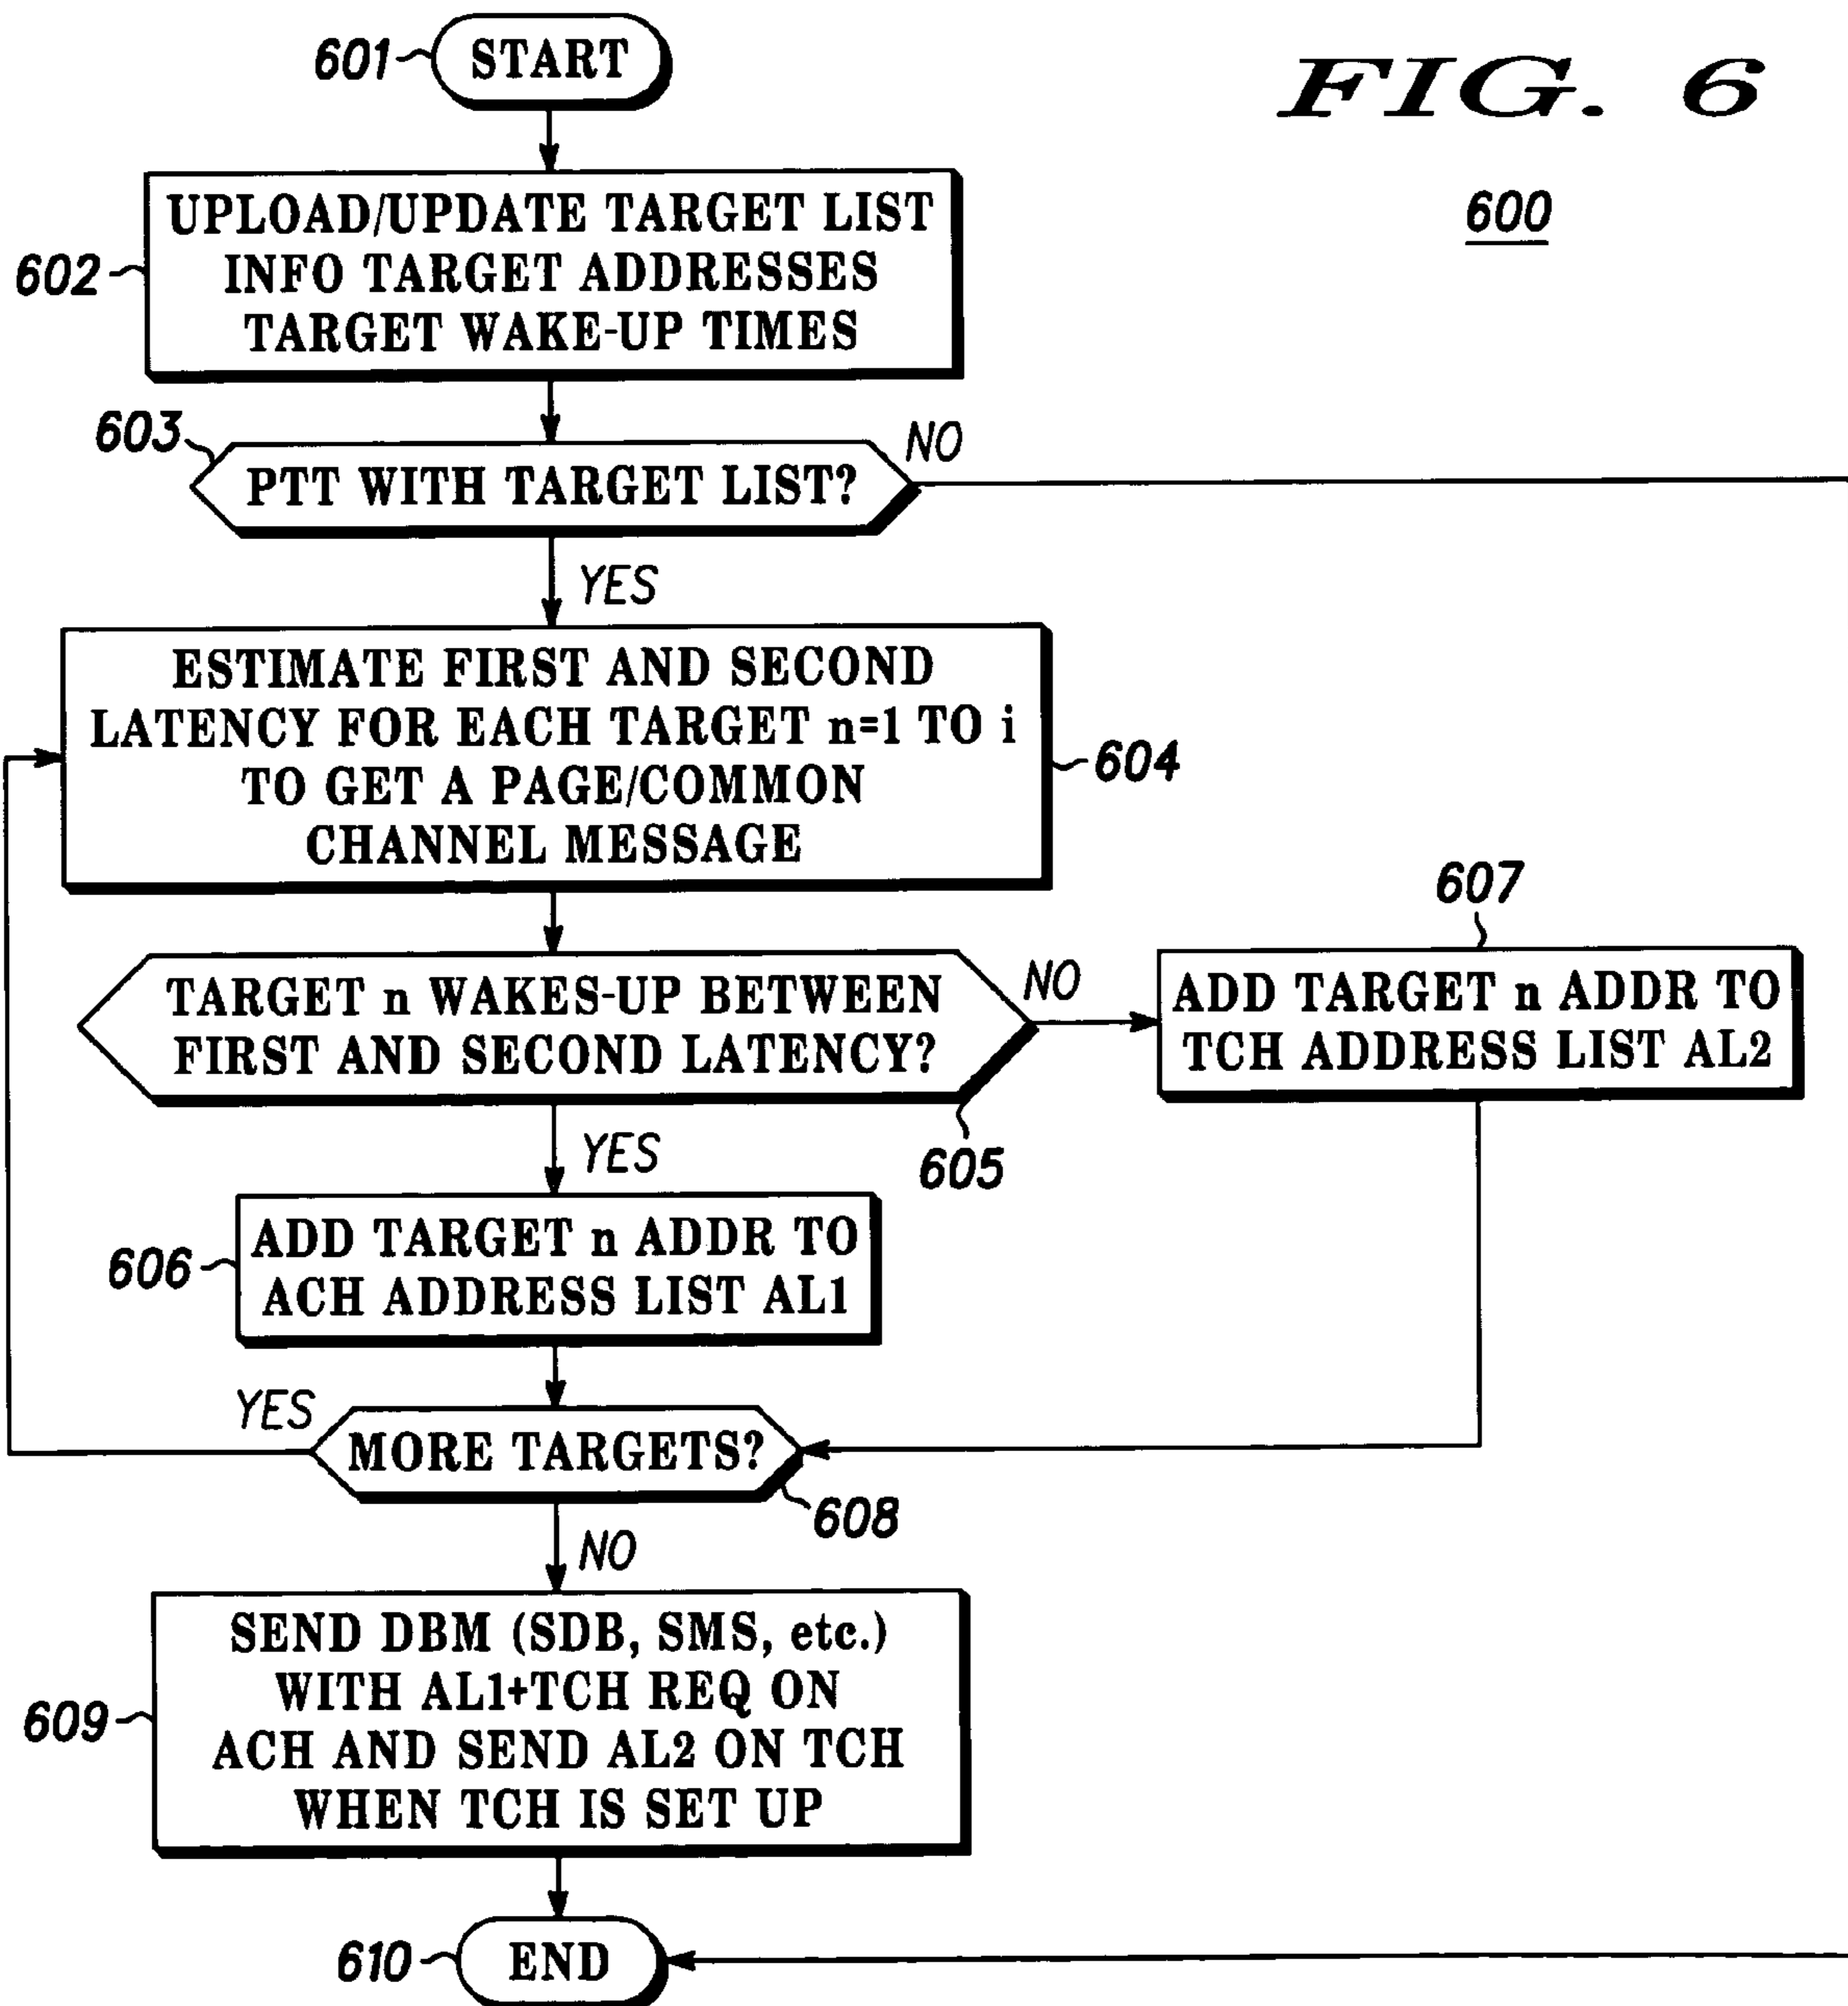 FIG. 6
600
601
START
602
UPLOAD/UPDATE TARGET LIST
INFO TARGET ADDRESSES
TARGET WAKE-UP TIMES
603
PTT WITH TARGET LIST?
NO
YES
ESTIMATE FIRST AND SECOND
LATENCY FOR EACH TARGET n=1 TO i
TO GET A PAGE/COMMON
CHANNEL MESSAGE
604
TARGET n WAKES-UP BETWEEN
FIRST AND SECOND LATENCY?
605
NO
607
ADD TARGET n ADDR TO
TCH ADDRESS LIST AL2
YES
606
ADD TARGET n ADDR TO
ACH ADDRESS LIST AL1
YES
MORE TARGETS?
608
NO
609
SEND DBM (SDB, SMS, etc.)
WITH AL1+TCH REQ ON
ACH AND SEND AL2 ON TCH
WHEN TCH IS SET UP
610
END